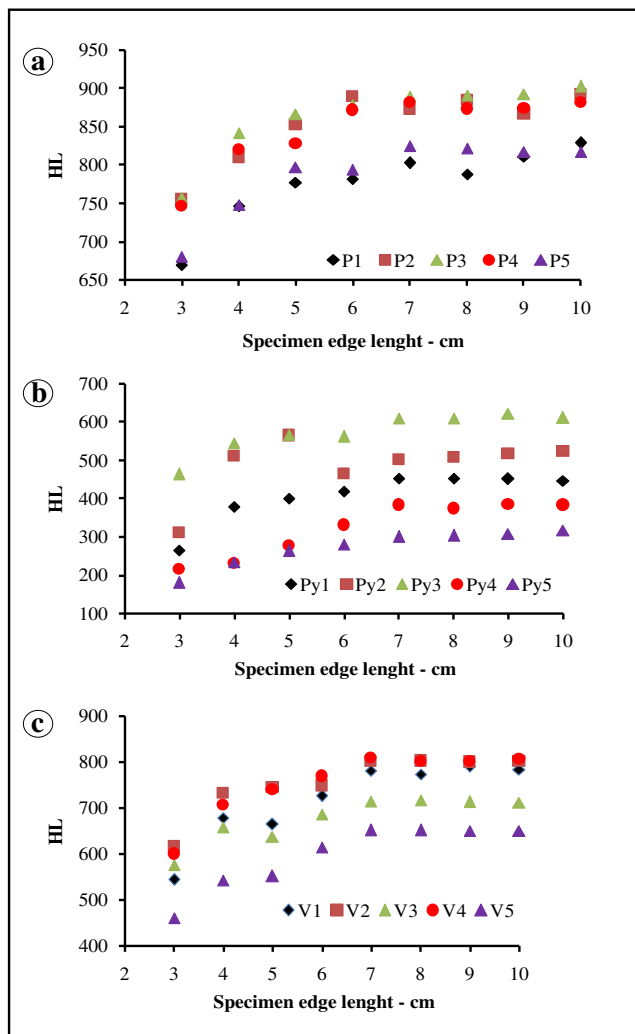 a
950
900
850
800
750
700
650
HL
P1 P2 P3 P4 P5
2 3 4 5 6 7 8 9 10
Specimen edge lenght - cm
b
700
600
500
400
300
200
100
HL
Py1 Py2 Py3 Py4 Py5
2 3 4 5 6 7 8 9 10
Specimen edge lenght - cm
c
900
800
700
600
500
400
HL
V1 V2 V3 V4 V5
2 3 4 5 6 7 8 9 10
Specimen edge lenght - cm